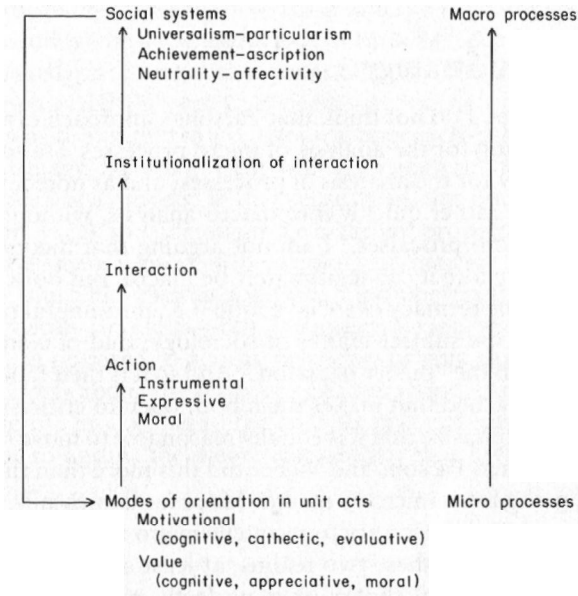 Social systems
Macro processes
Universalism-particularism
Achievement-ascription
Neutrality-affectivity
Institutionalization of interaction
Interaction
Action
Instrumental
Expressive
Moral
Modes of orientation in unit acts
Micro processes
Motivational
(cognitive, cathectic, evaluative)
Value
(cognitive, appreciative, moral)